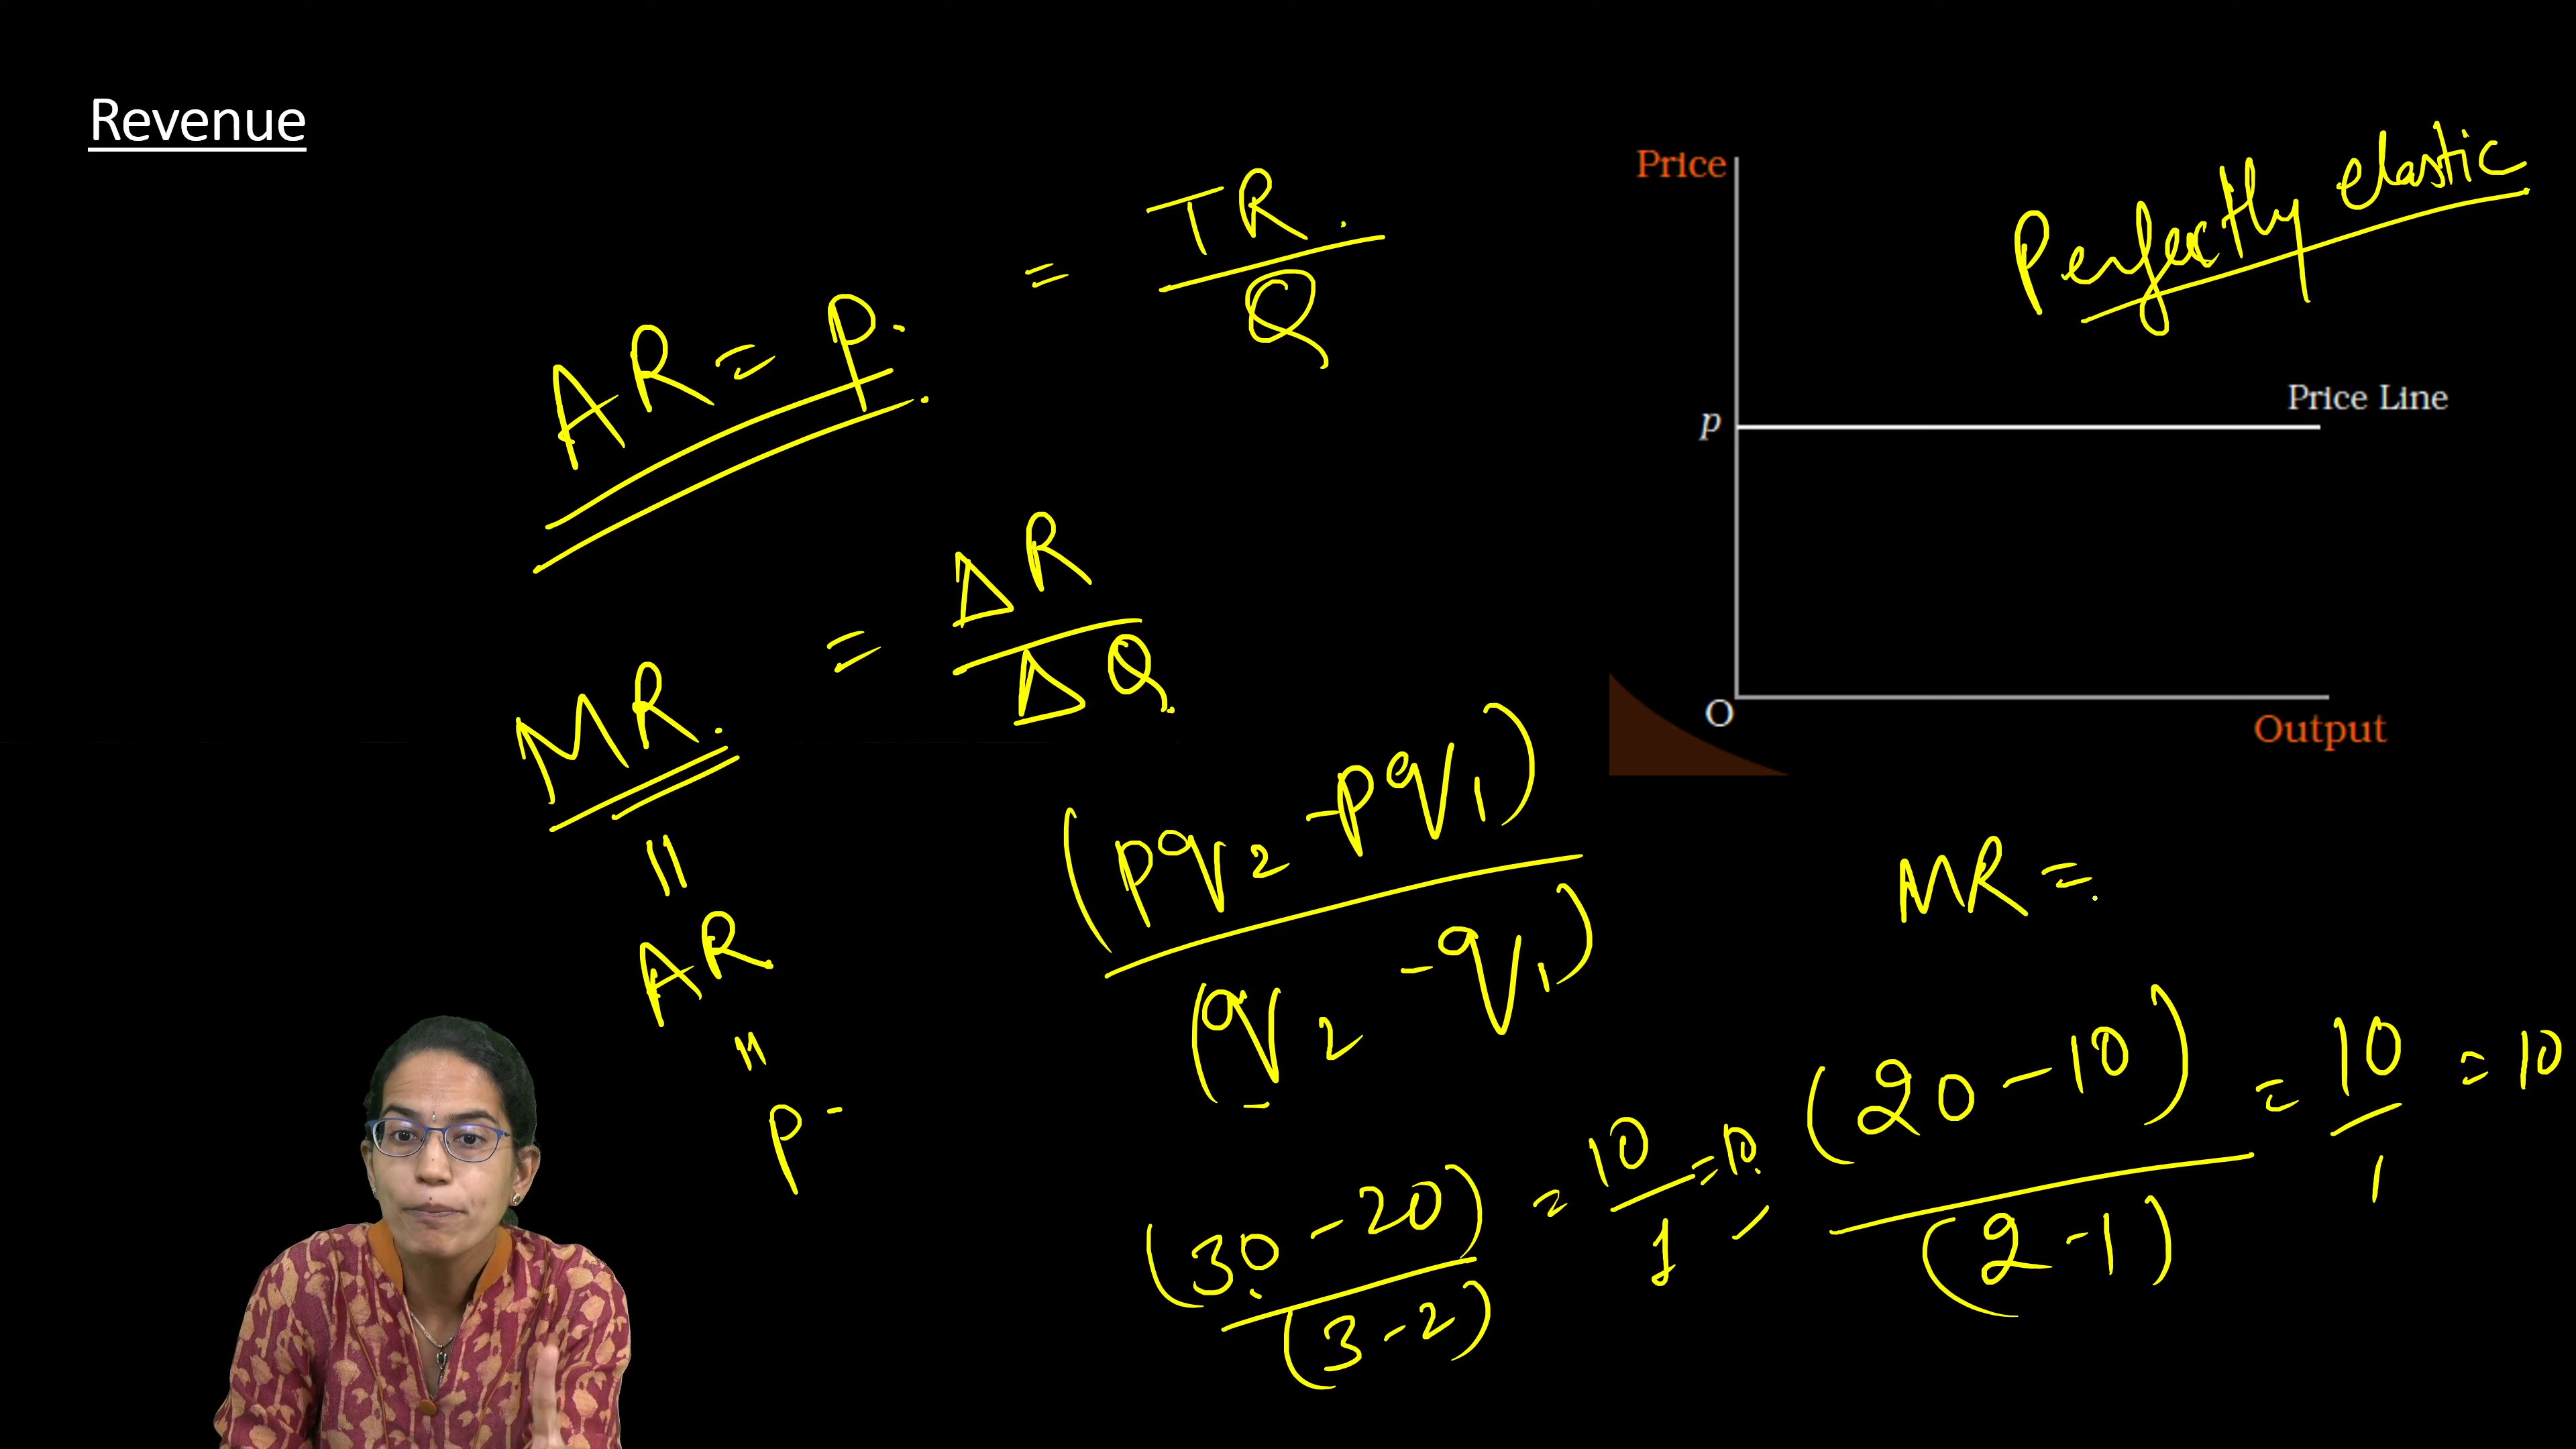 Revenue
AR = P. = TR. / Q
MR. = ΔR / ΔQ
= (pq2 - pq1) / (q2 - q1)
||
AR
||
P
Perfectly elastic
Price
Price Line
p
O
Output
MR =
(20 - 10) / (2 - 1) = 10 / 1 = 10
(30 - 20) / (3 - 2) = 10 / 1 = 10